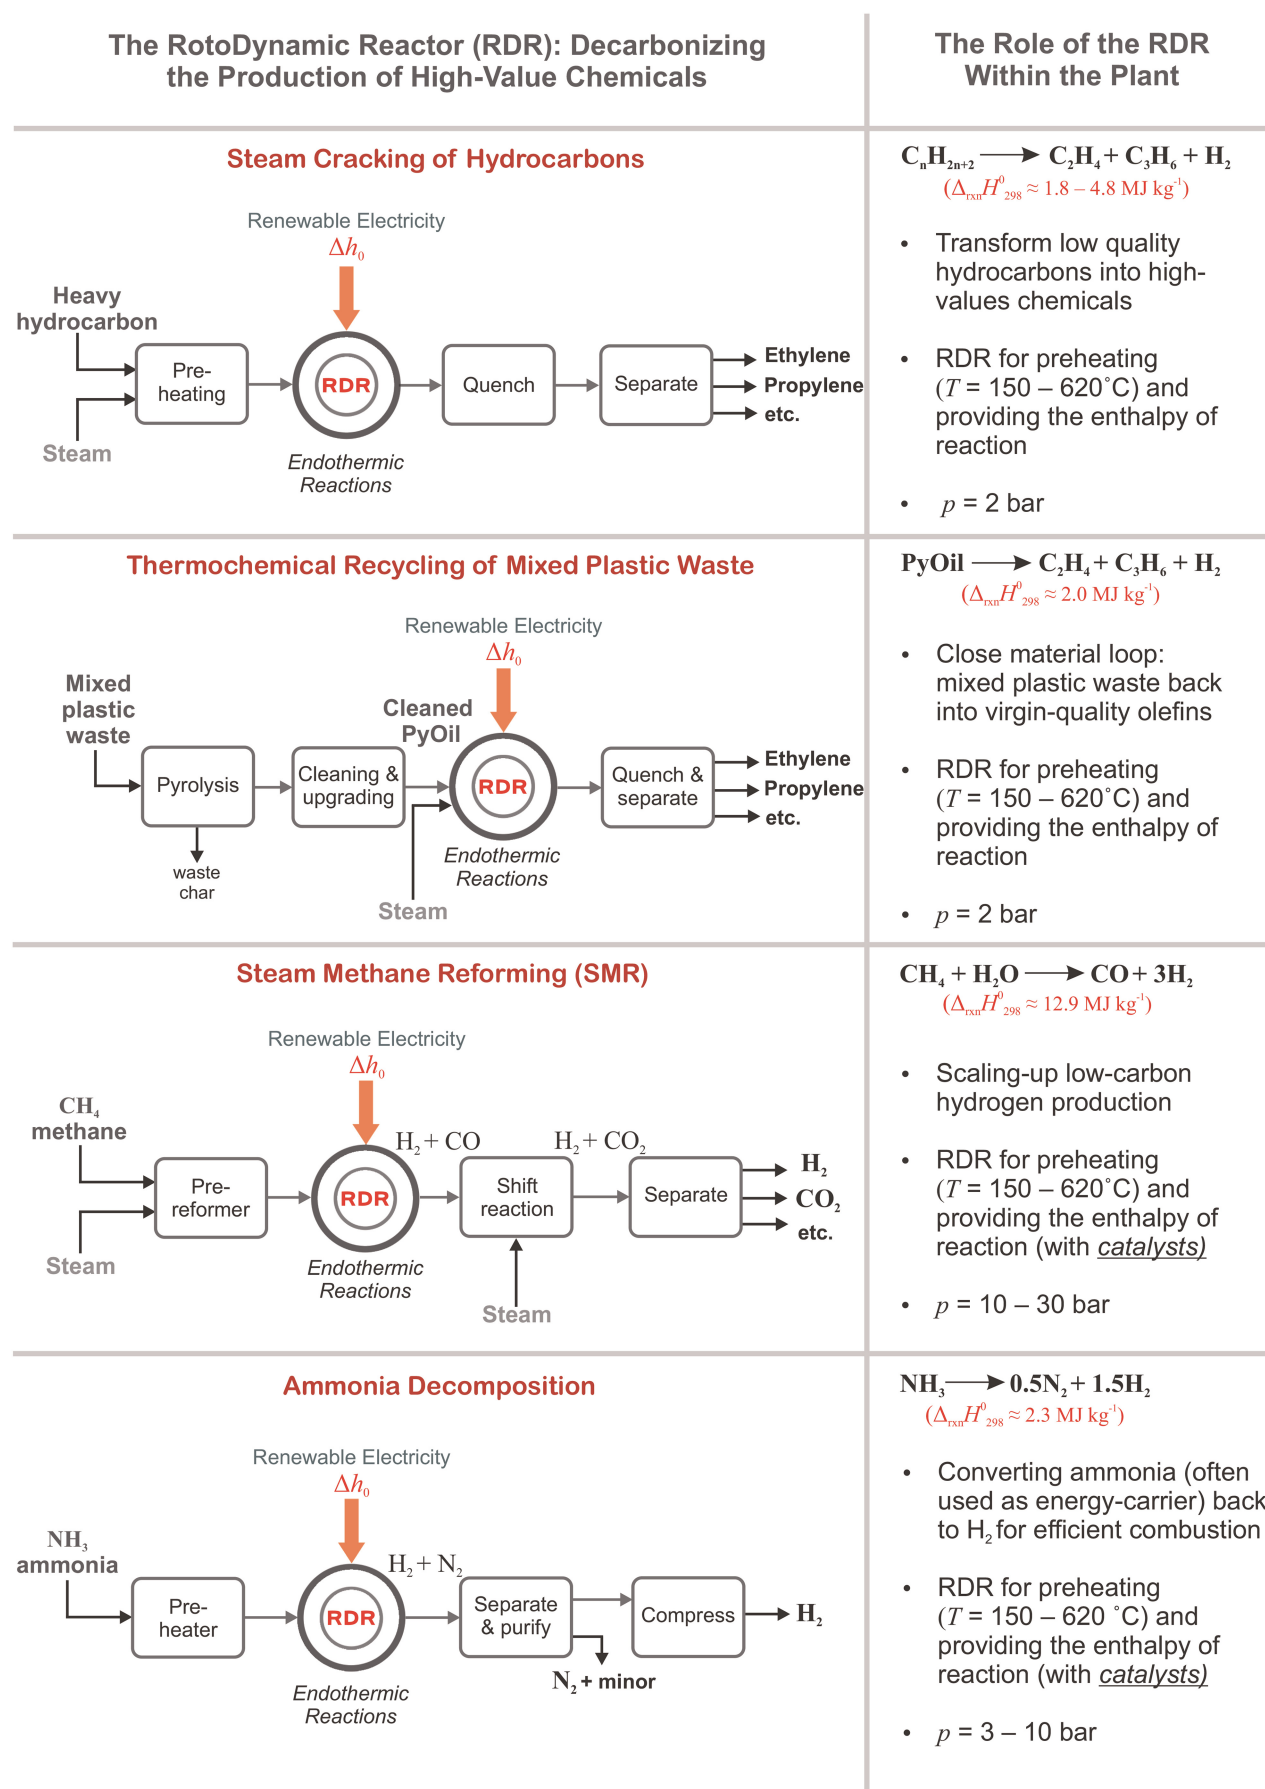 The RotoDynamic Reactor (RDR): Decarbonizing
the Production of High-Value Chemicals
The Role of the RDR
Within the Plant
Steam Cracking of Hydrocarbons
Renewable Electricity
Δh₀
Heavy
hydrocarbon
Steam
Pre-
heating
RDR
Endothermic
Reactions
Quench
Separate
Ethylene
Propylene
etc.
CₙH₂ₙ₊₂ → C₂H₄ + C₃H₆ + H₂
(ΔᵣₓₙH⁰₂₉₈ ≈ 1.8 – 4.8 MJ kg⁻¹)
• Transform low quality
hydrocarbons into high-
values chemicals
• RDR for preheating
(T = 150 – 620˚C) and
providing the enthalpy of
reaction
• p = 2 bar
Thermochemical Recycling of Mixed Plastic Waste
Renewable Electricity
Δh₀
Mixed
plastic
waste
Pyrolysis
waste
char
Cleaning &
upgrading
Cleaned
PyOil
Steam
RDR
Endothermic
Reactions
Quench &
separate
Ethylene
Propylene
etc.
PyOil → C₂H₄ + C₃H₆ + H₂
(ΔᵣₓₙH⁰₂₉₈ ≈ 2.0 MJ kg⁻¹)
• Close material loop:
mixed plastic waste back
into virgin-quality olefins
• RDR for preheating
(T = 150 – 620˚C) and
providing the enthalpy of
reaction
• p = 2 bar
Steam Methane Reforming (SMR)
Renewable Electricity
Δh₀
CH₄
methane
Steam
Pre-
reformer
RDR
Endothermic
Reactions
H₂ + CO
Shift
reaction
Steam
H₂ + CO₂
Separate
H₂
CO₂
etc.
CH₄ + H₂O → CO + 3H₂
(ΔᵣₓₙH⁰₂₉₈ ≈ 12.9 MJ kg⁻¹)
• Scaling-up low-carbon
hydrogen production
• RDR for preheating
(T = 150 – 620˚C) and
providing the enthalpy of
reaction (with catalysts)
• p = 10 – 30 bar
Ammonia Decomposition
Renewable Electricity
Δh₀
NH₃
ammonia
Pre-
heater
RDR
Endothermic
Reactions
H₂ + N₂
Separate
& purify
N₂ + minor
Compress
H₂
NH₃ → 0.5N₂ + 1.5H₂
(ΔᵣₓₙH⁰₂₉₈ ≈ 2.3 MJ kg⁻¹)
• Converting ammonia (often
used as energy-carrier) back
to H₂ for efficient combustion
• RDR for preheating
(T = 150 – 620 ˚C) and
providing the enthalpy of
reaction (with catalysts)
• p = 3 – 10 bar